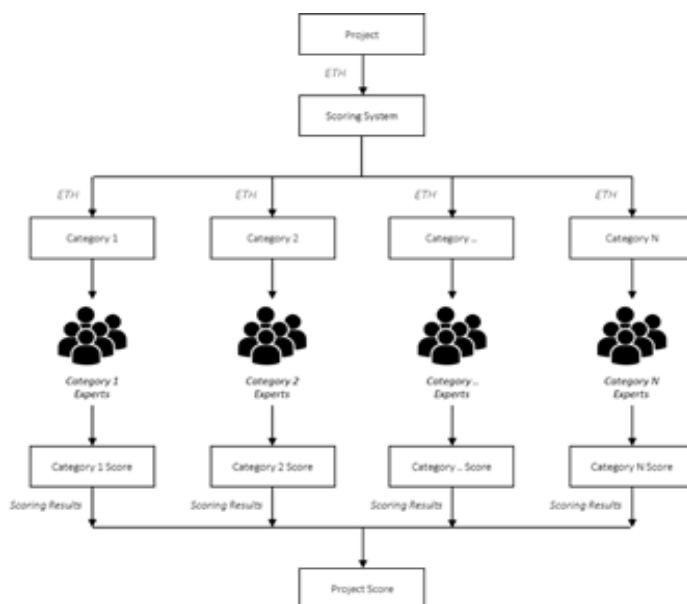 Project
ETH
Scoring System
ETH ETH ETH ETH
Category 1 Category 2 Category .. Category N
Category 1 Category 2 Category .. Category N
Experts Experts Experts Experts
Category 1 Score Category 2 Score Category .. Score Category N Score
Scoring Results Scoring Results Scoring Results Scoring Results
Project Score